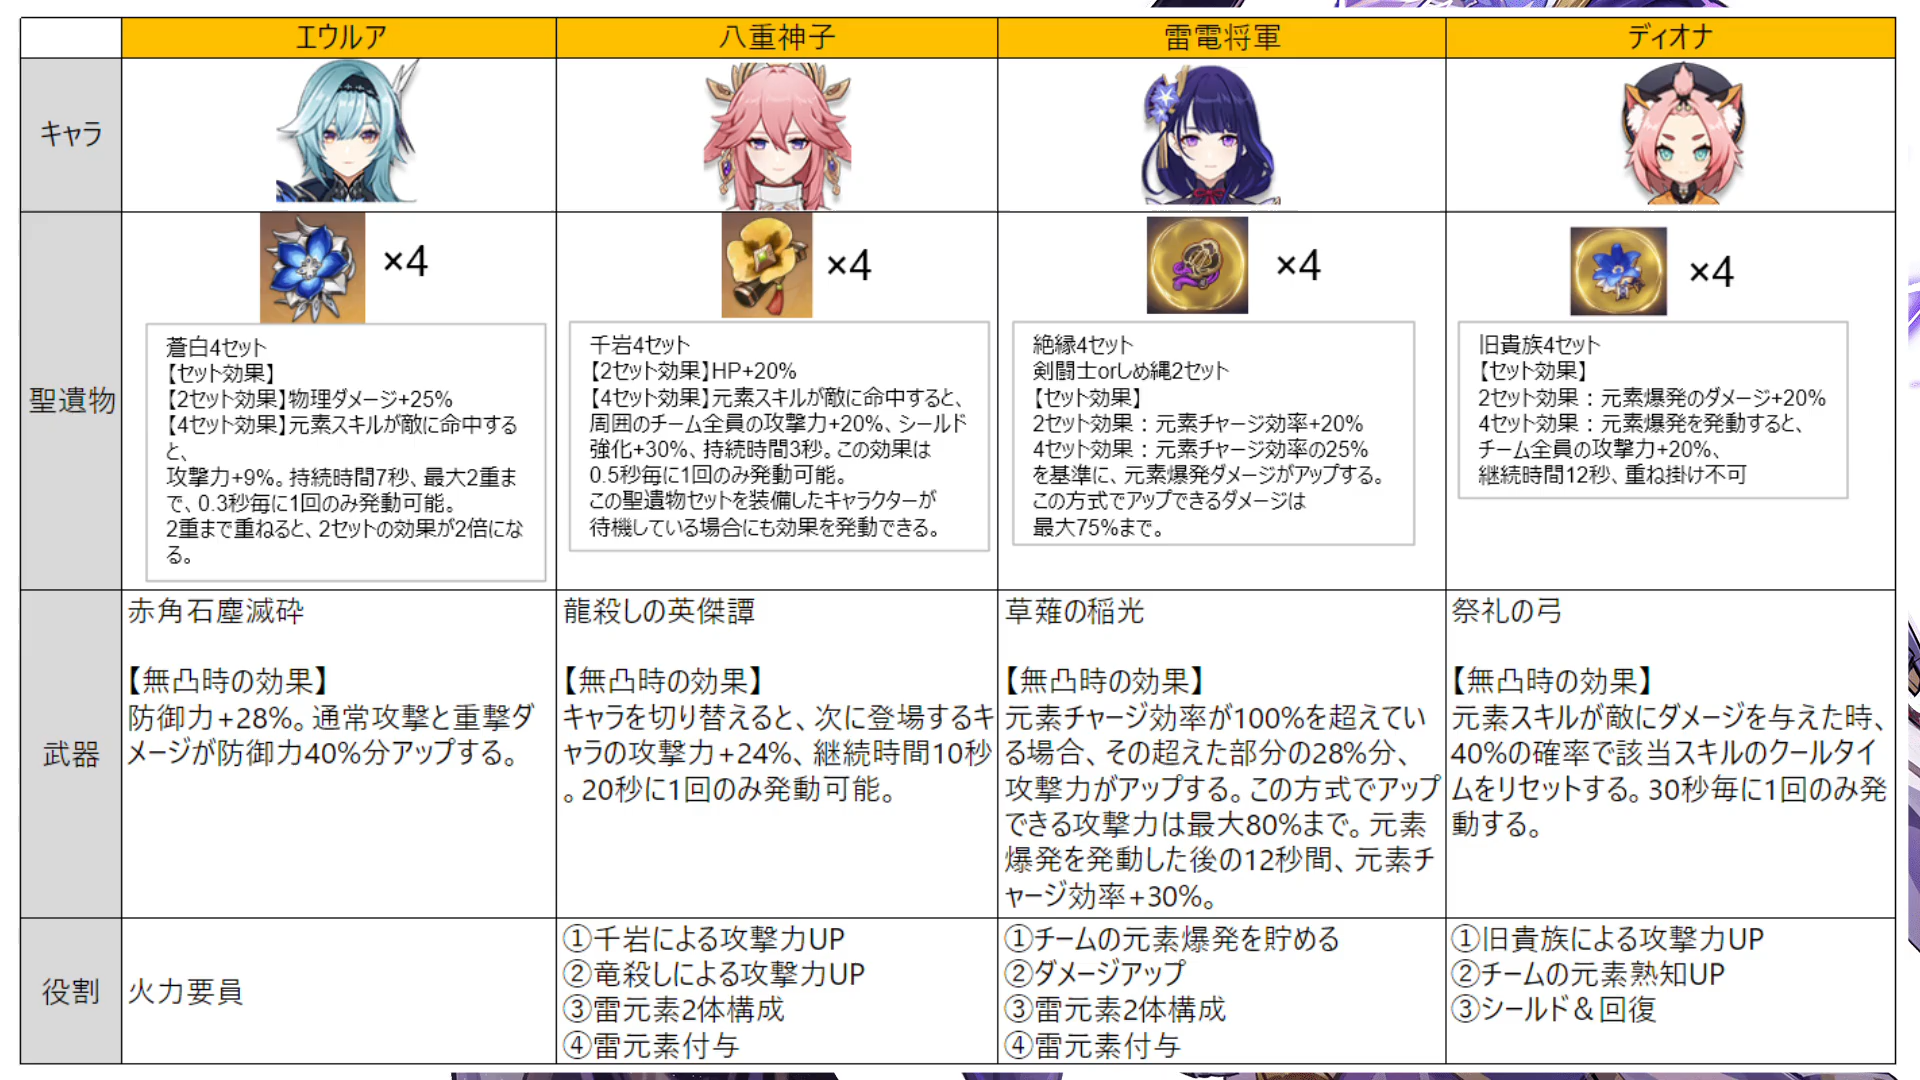 エウルア
八重神子
雷電将軍
ディオナ
キャラ
聖遺物
×4
蒼白4セット
【セット効果】
【2セット効果】物理ダメージ+25%
【4セット効果】元素スキルが敵に命中する
と、
攻撃力+9%。持続時間7秒、最大2重ま
で、0.3秒毎に1回のみ発動可能。
2重まで重ねると、2セットの効果が2倍にな
る。
×4
千岩4セット
【2セット効果】HP+20%
【4セット効果】元素スキルが敵に命中すると、
周囲のチーム全員の攻撃力+20%、シールド
強化+30%、持続時間3秒。この効果は
0.5秒毎に1回のみ発動可能。
この聖遺物セットを装備したキャラクターが
待機している場合にも効果を発動できる。
×4
絶縁4セット
剣闘士orしめ縄2セット
【セット効果】
2セット効果：元素チャージ効率+20%
4セット効果：元素チャージ効率の25%
を基準に、元素爆発ダメージがアップする。
この方式でアップできるダメージは
最大75%まで。
×4
旧貴族4セット
【セット効果】
2セット効果：元素爆発のダメージ+20%
4セット効果：元素爆発を発動すると、
チーム全員の攻撃力+20%、
継続時間12秒、重ね掛け不可
武器
赤角石塵滅砕
【無凸時の効果】
防御力+28%。通常攻撃と重撃ダ
メージが防御力40%分アップする。
龍殺しの英傑譚
【無凸時の効果】
キャラを切り替えると、次に登場するキ
ャラの攻撃力+24%、継続時間10秒
。20秒に1回のみ発動可能。
草薙の稲光
【無凸時の効果】
元素チャージ効率が100%を超えてい
る場合、その超えた部分の28%分、
攻撃力がアップする。この方式でアップ
できる攻撃力は最大80%まで。元素
爆発を発動した後の12秒間、元素チ
ャージ効率+30%。
祭礼の弓
【無凸時の効果】
元素スキルが敵にダメージを与えた時、
40%の確率で該当スキルのクールタイ
ムをリセットする。30秒毎に1回のみ発
動する。
役割
火力要員
①千岩による攻撃力UP
②竜殺しによる攻撃力UP
③雷元素2体構成
④雷元素付与
①チームの元素爆発を貯める
②ダメージアップ
③雷元素2体構成
④雷元素付与
①旧貴族による攻撃力UP
②チームの元素熟知UP
③シールド＆回復